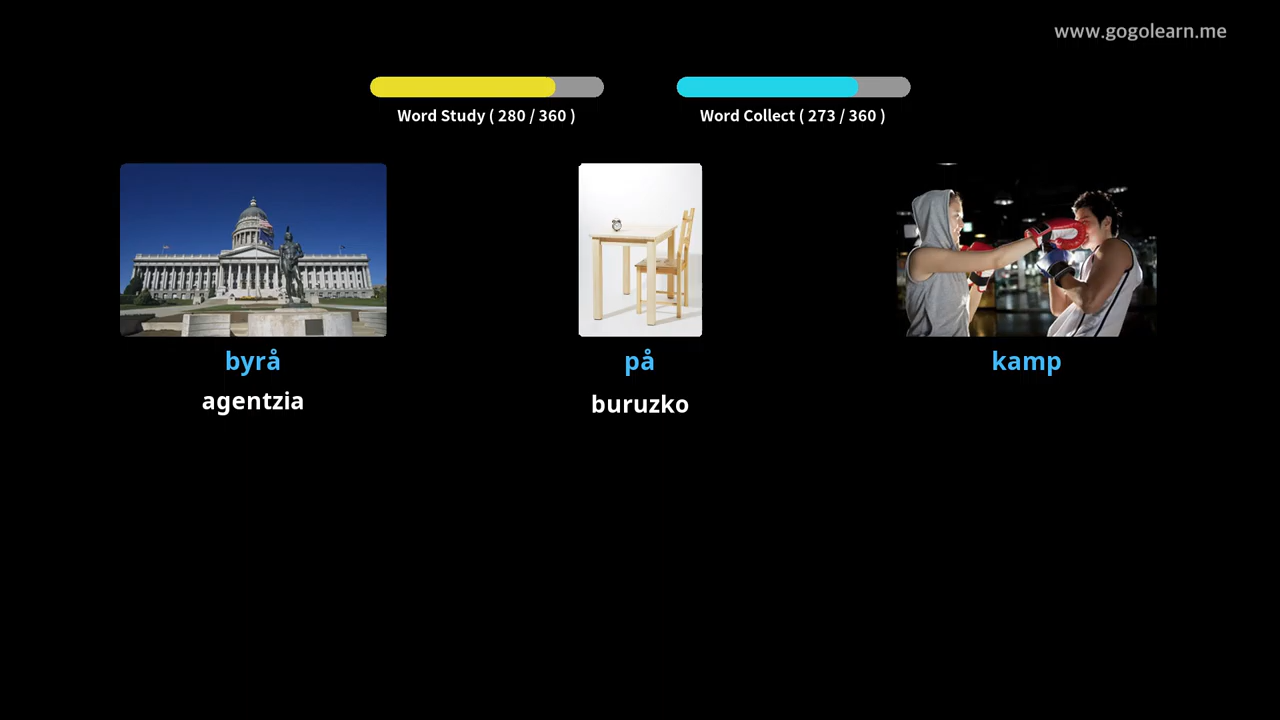 www.gogolearn.me
Word Study ( 280 / 360 )
Word Collect ( 273 / 360 )
byrå
på
kamp
agentzia
buruzko